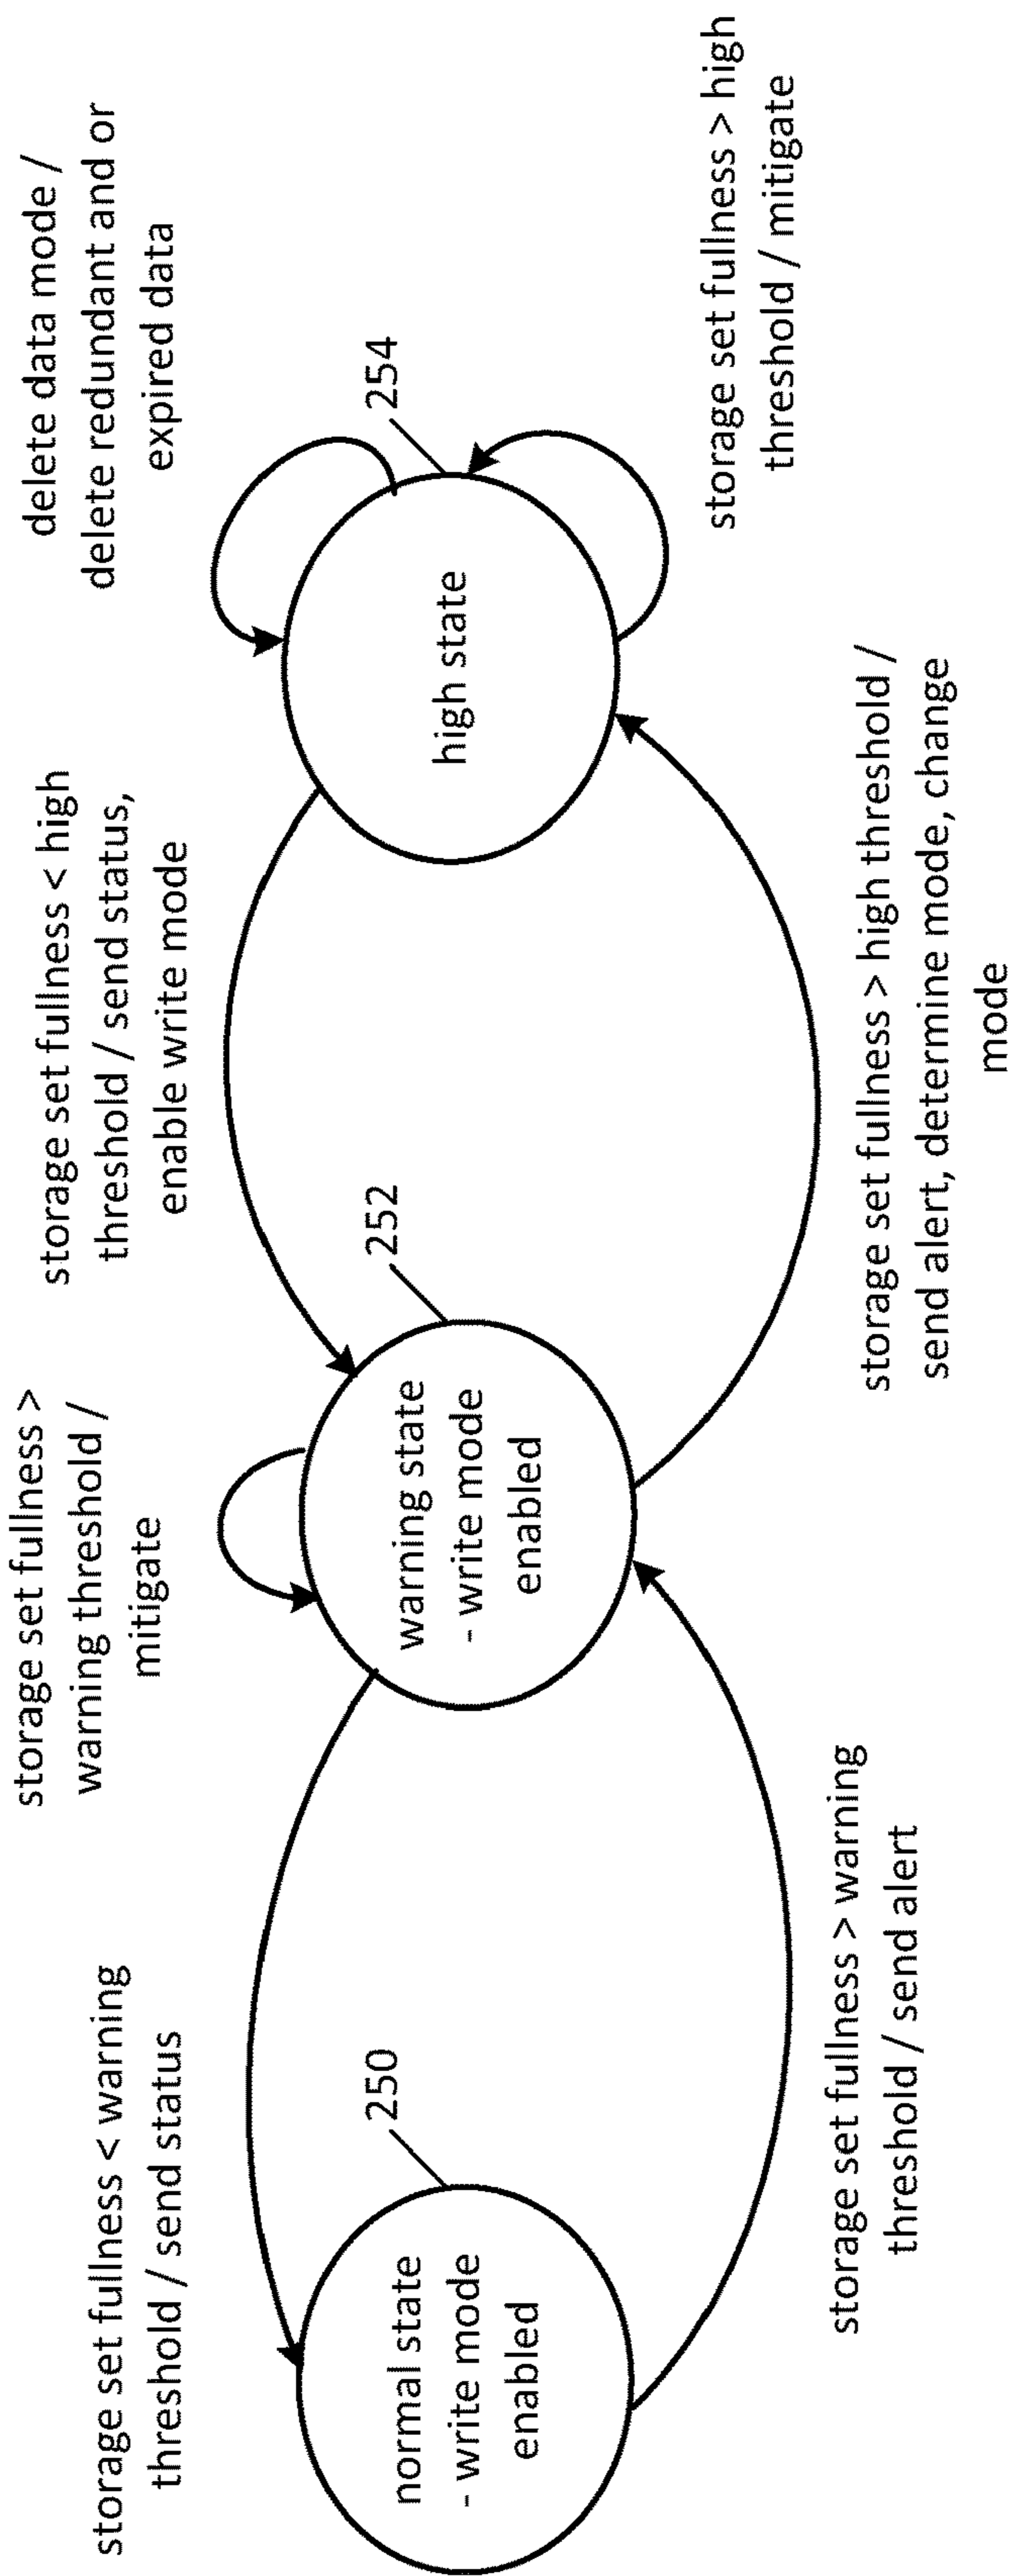 storage set fullness < warning
threshold / send status
storage set fullness >
warning threshold /
mitigate
storage set fullness < high
threshold / send status,
enable write mode
delete data mode /
delete redundant and or
expired data
250
normal state
- write mode
enabled
252
warning state
- write mode
enabled
254
high state
storage set fullness > warning
threshold / send alert
storage set fullness > high threshold /
send alert, determine mode, change
mode
storage set fullness > high
threshold / mitigate